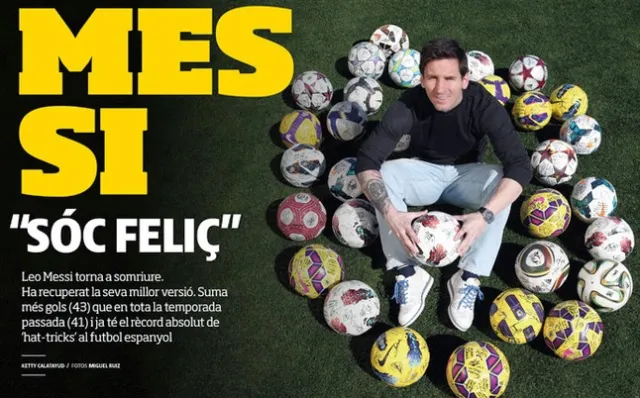 MES
SI
“SÓC FELIÇ”
Leo Messi torna a somriure.
Ha recuperat la seva millor versió. Suma
més gols (43) que en tota la temporada
passada (41) i ja té el rècord absolut de
‘hat-tricks’ al futbol espanyol
KETTY CALATAYUD / FOTOS MIGUEL RUIZ